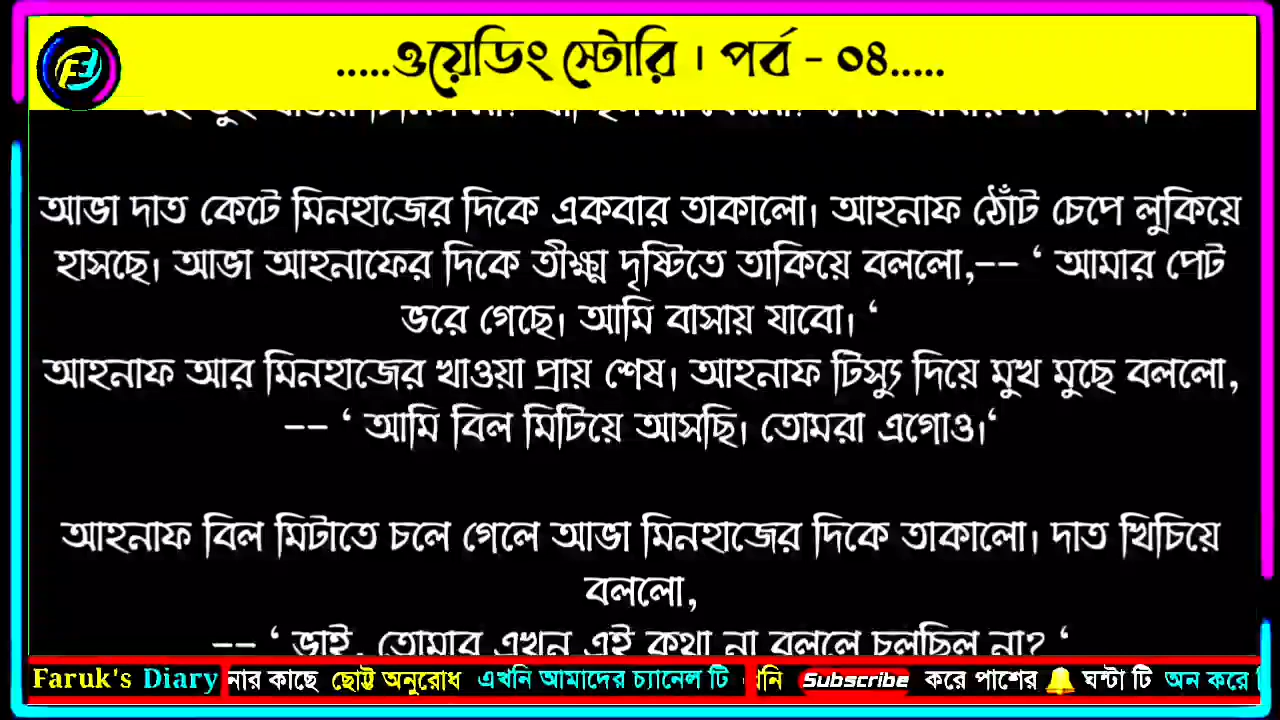 .....ওয়েডিং স্টোরি । পর্ব - ০৪.....
আভা দাত কেটে মিনহাজের দিকে একবার তাকালো। আহনাফ ঠোঁট চেপে লুকিয়ে
হাসছে। আভা আহনাফের দিকে তীক্ষ্ম দৃষ্টিতে তাকিয়ে বললো,-- ‘ আমার পেট
ভরে গেছে। আমি বাসায় যাবো। ‘
আহনাফ আর মিনহাজের খাওয়া প্রায় শেষ। আহনাফ টিস্যু দিয়ে মুখ মুছে বললো,
-- ‘ আমি বিল মিটিয়ে আসছি। তোমরা এগোও।‘
আহনাফ বিল মিটাতে চলে গেলে আভা মিনহাজের দিকে তাকালো। দাত খিচিয়ে
বললো,
-- ‘ ভাই, তোমার এখন এই কথা না বললে চলছিল না? ‘
Faruk's Diary নার কাছে ছোট্ট অনুরোধ এখনি আমাদের চ্যানেল টি খনি Subscribe করে পাশের 🔔 ঘন্টা টি অন করে